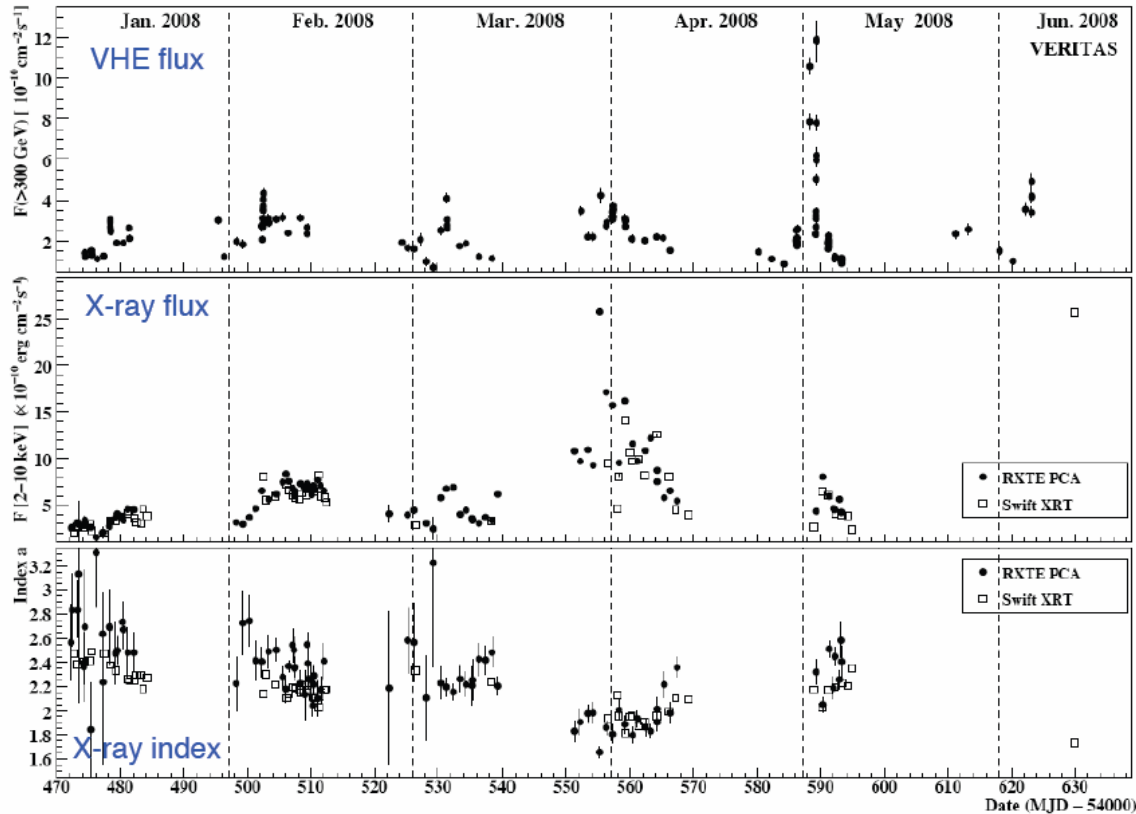 Jan. 2008 Feb. 2008 Mar. 2008 Apr. 2008 May 2008 Jun. 2008
VHE flux
VERITAS
F(>300 GeV) [ 10⁻¹⁰ cm⁻²s⁻¹]
12
10
8
6
4
2
X-ray flux
F [2–10 keV] (×10⁻¹⁰ erg cm⁻²s⁻¹)
25
20
15
10
5
RXTE PCA
Swift XRT
Index a
3.2
3
2.8
2.6
2.4
2.2
2
1.8
1.6
RXTE PCA
Swift XRT
X-ray index
470 480 490 500 510 520 530 540 550 560 570 580 590 600 610 620 630
Date (MJD – 54000)